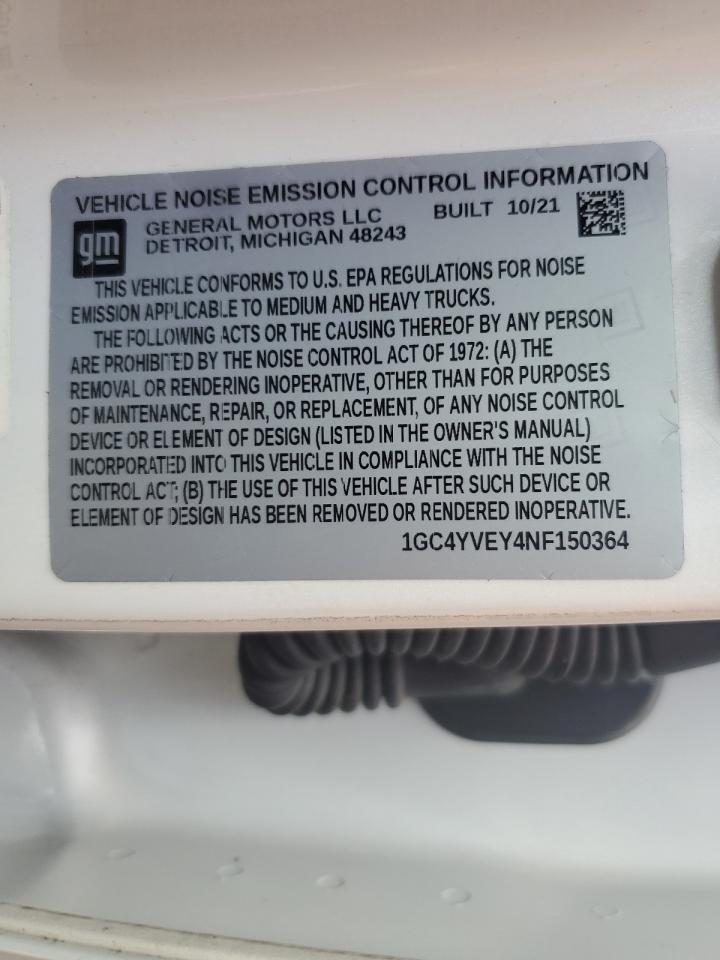 VEHICLE NOISE EMISSION CONTROL INFORMATION
gm
GENERAL MOTORS LLC BUILT 10/21
DETROIT, MICHIGAN 48243
THIS VEHICLE CONFORMS TO U.S. EPA REGULATIONS FOR NOISE
EMISSION APPLICABLE TO MEDIUM AND HEAVY TRUCKS.
THE FOLLOWING ACTS OR THE CAUSING THEREOF BY ANY PERSON
ARE PROHIBITED BY THE NOISE CONTROL ACT OF 1972: (A) THE
REMOVAL OR RENDERING INOPERATIVE, OTHER THAN FOR PURPOSES
OF MAINTENANCE, REPAIR, OR REPLACEMENT, OF ANY NOISE CONTROL
DEVICE OR ELEMENT OF DESIGN (LISTED IN THE OWNER'S MANUAL)
INCORPORATED INTO THIS VEHICLE IN COMPLIANCE WITH THE NOISE
CONTROL ACT; (B) THE USE OF THIS VEHICLE AFTER SUCH DEVICE OR
ELEMENT OF DESIGN HAS BEEN REMOVED OR RENDERED INOPERATIVE.
1GC4YVEY4NF150364